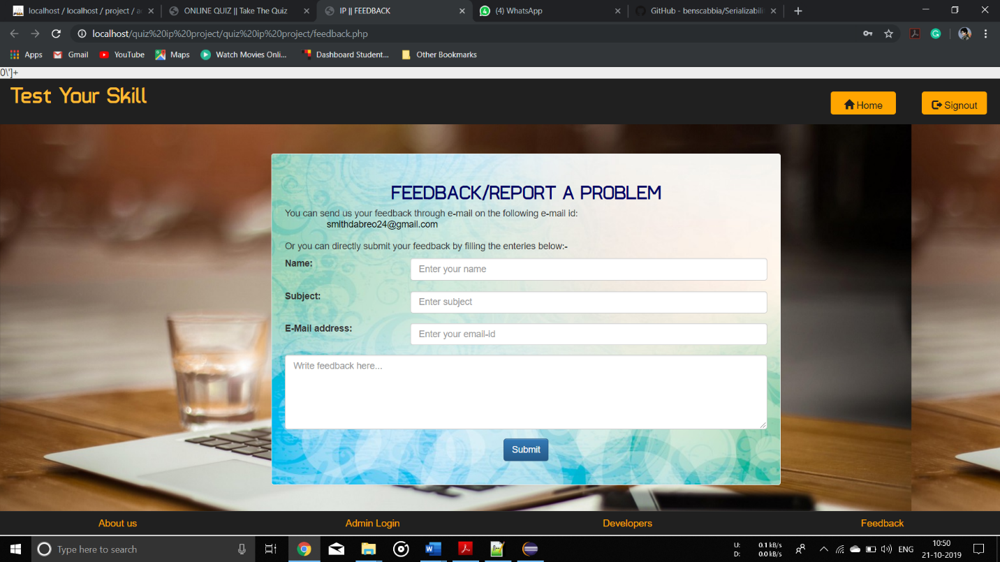 localhost / localhost / project / a
ONLINE QUIZ || Take The Quiz
IP || FEEDBACK
(4) WhatsApp
GitHub - benscabbia/Serializabili
localhost/quiz%20ip%20project/quiz%20ip%20project/feedback.php
Apps
Gmail
YouTube
Maps
Watch Movies Onli...
Dashboard Student...
Other Bookmarks
0\']+
Test Your Skill
Home
Signout
FEEDBACK/REPORT A PROBLEM
You can send us your feedback through e-mail on the following e-mail id:
smithdabreo24@gmail.com
Or you can directly submit your feedback by filling the enteries below:-
Name:
Enter your name
Subject:
Enter subject
E-Mail address:
Enter your email-id
Write feedback here...
Submit
About us
Admin Login
Developers
Feedback
Type here to search
U: 0.1 kB/s
D: 0.0 kB/s
ENG
10:50
21-10-2019